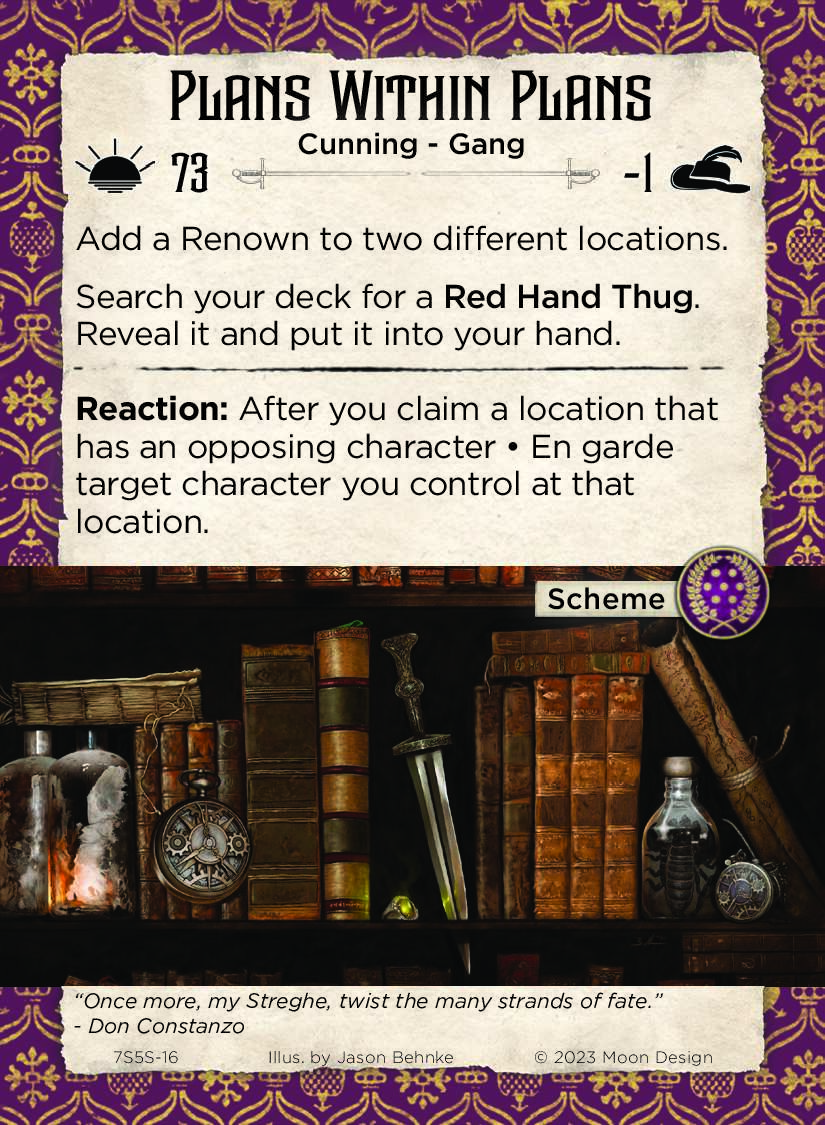 Plans Within Plans
Cunning - Gang
73
-1
Add a Renown to two different locations.
Search your deck for a Red Hand Thug.
Reveal it and put it into your hand.
Reaction: After you claim a location that
has an opposing character • En garde
target character you control at that
location.
Scheme
“Once more, my Streghe, twist the many strands of fate.”
- Don Constanzo
7S5S-16 Illus. by Jason Behnke © 2023 Moon Design